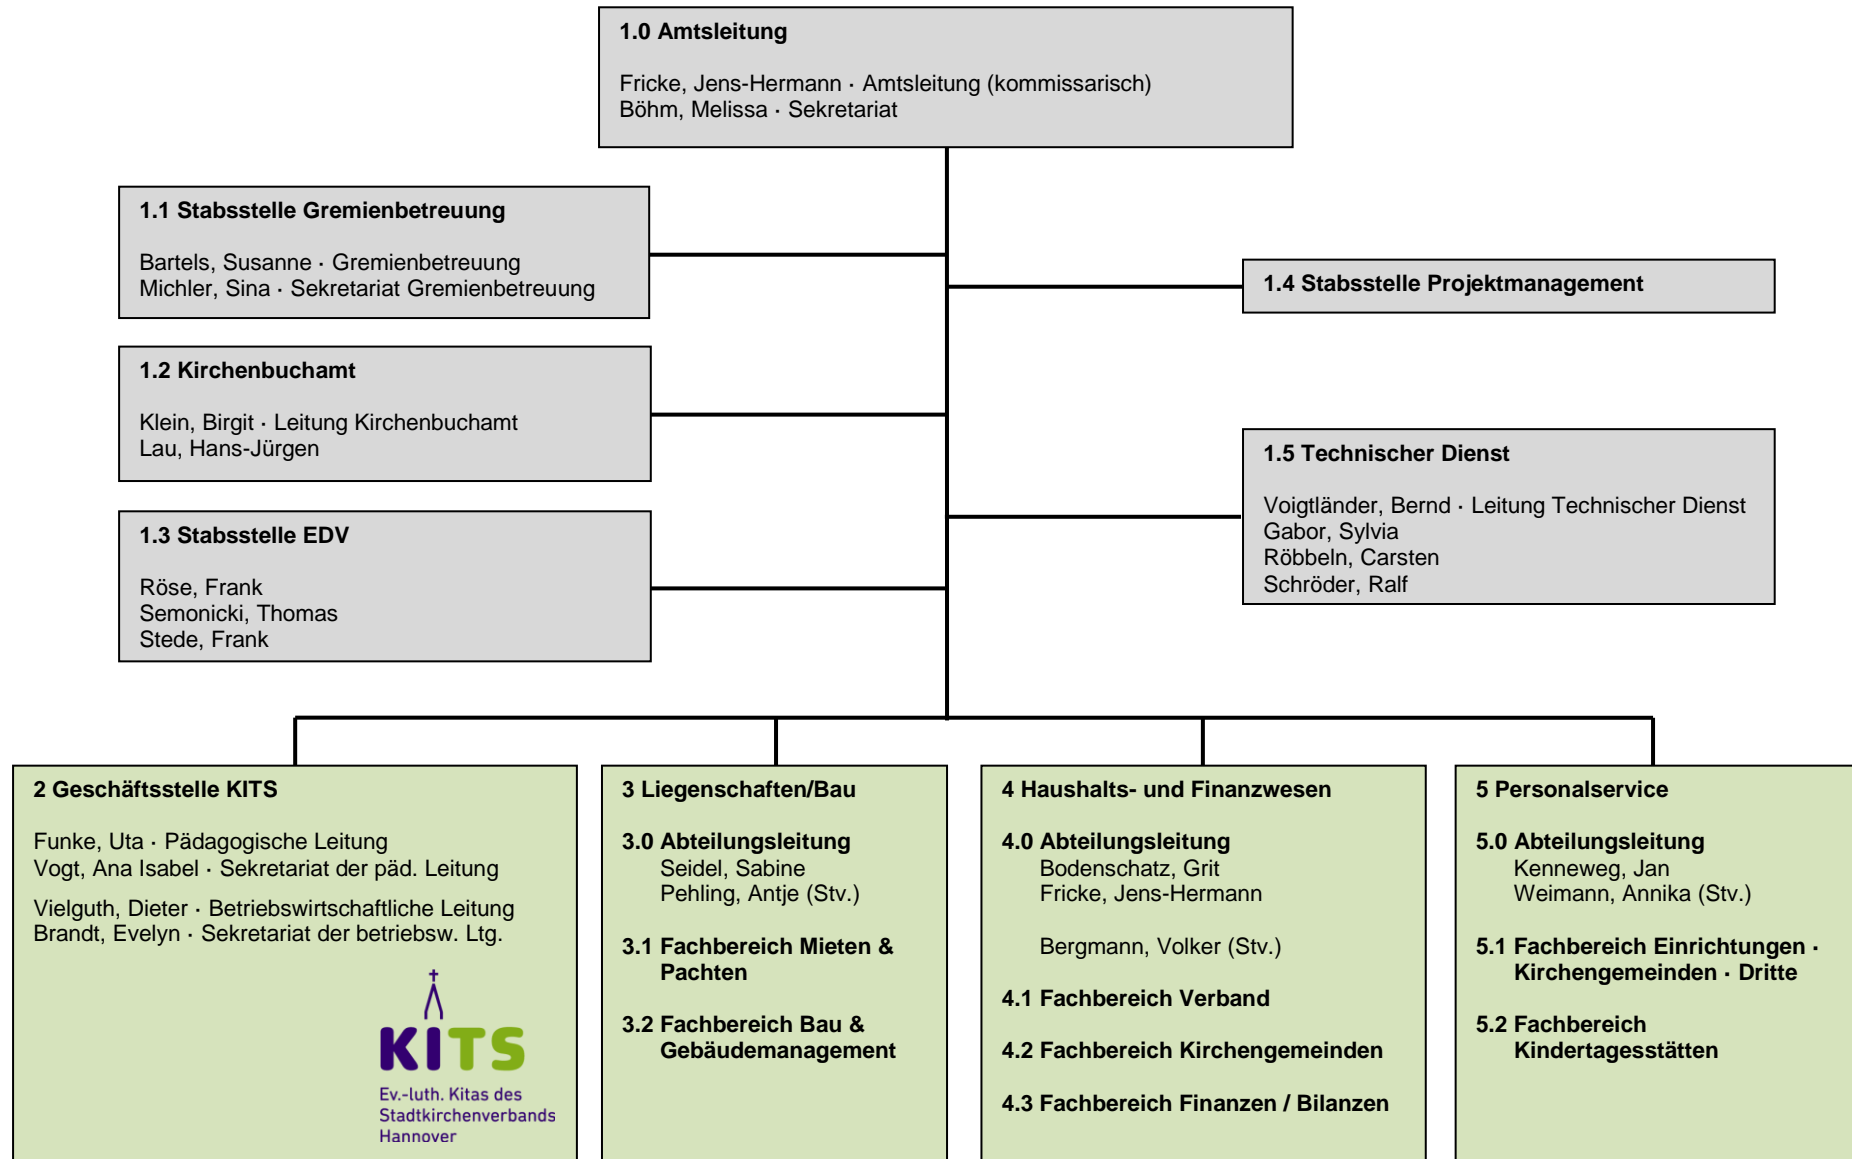 1.0 Amtsleitung
Fricke, Jens-Hermann · Amtsleitung (kommissarisch)
Böhm, Melissa · Sekretariat
1.1 Stabsstelle Gremienbetreuung
Bartels, Susanne · Gremienbetreuung
Michler, Sina · Sekretariat Gremienbetreuung
1.4 Stabsstelle Projektmanagement
1.2 Kirchenbuchamt
Klein, Birgit · Leitung Kirchenbuchamt
Lau, Hans-Jürgen
1.5 Technischer Dienst
Voigtländer, Bernd · Leitung Technischer Dienst
Gabor, Sylvia
Röbbeln, Carsten
Schröder, Ralf
1.3 Stabsstelle EDV
Röse, Frank
Semonicki, Thomas
Stede, Frank
2 Geschäftsstelle KITS
Funke, Uta · Pädagogische Leitung
Vogt, Ana Isabel · Sekretariat der päd. Leitung
Vielguth, Dieter · Betriebswirtschaftliche Leitung
Brandt, Evelyn · Sekretariat der betriebsw. Ltg.
KITS
Ev.-luth. Kitas des
Stadtkirchenverbands
Hannover
3 Liegenschaften/Bau
3.0 Abteilungsleitung
Seidel, Sabine
Pehling, Antje (Stv.)
3.1 Fachbereich Mieten &
Pachten
3.2 Fachbereich Bau &
Gebäudemanagement
4 Haushalts- und Finanzwesen
4.0 Abteilungsleitung
Bodenschatz, Grit
Fricke, Jens-Hermann
Bergmann, Volker (Stv.)
4.1 Fachbereich Verband
4.2 Fachbereich Kirchengemeinden
4.3 Fachbereich Finanzen / Bilanzen
5 Personalservice
5.0 Abteilungsleitung
Kenneweg, Jan
Weimann, Annika (Stv.)
5.1 Fachbereich Einrichtungen ·
Kirchengemeinden · Dritte
5.2 Fachbereich
Kindertagesstätten